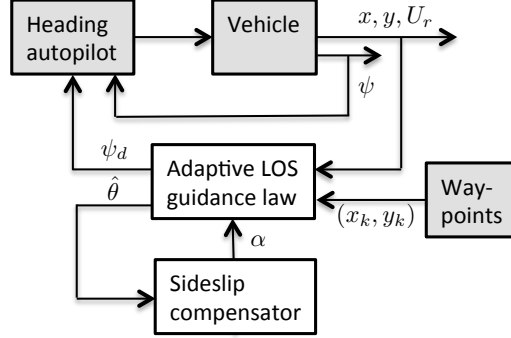 Heading
autopilot
Vehicle
x, y, U_r
ψ
ψ_d
θ̂
Adaptive LOS
guidance law
Way-
points
(x_k, y_k)
α
Sideslip
compensator